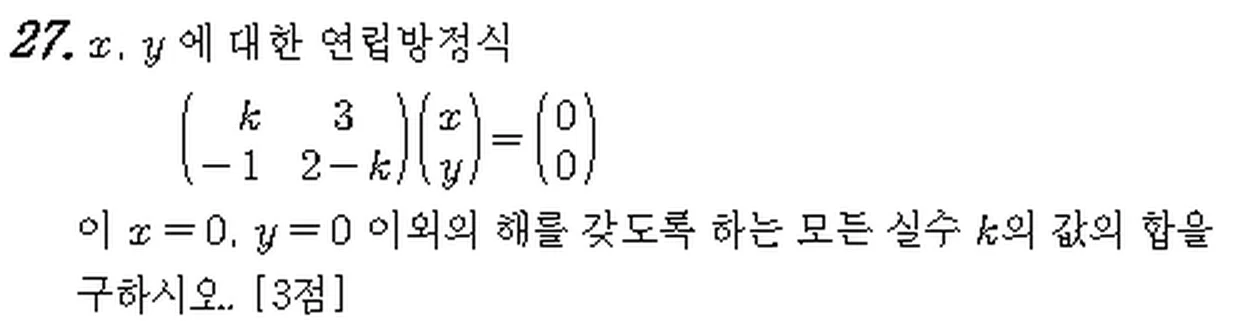 27. x, y 에 대한 연립방정식
( k 3 ) ( x ) = ( 0 )
( -1 2-k ) ( y ) ( 0 )
이 x=0, y=0 이외의 해를 갖도록 하는 모든 실수 k의 값의 합을
구하시오.. [3점]